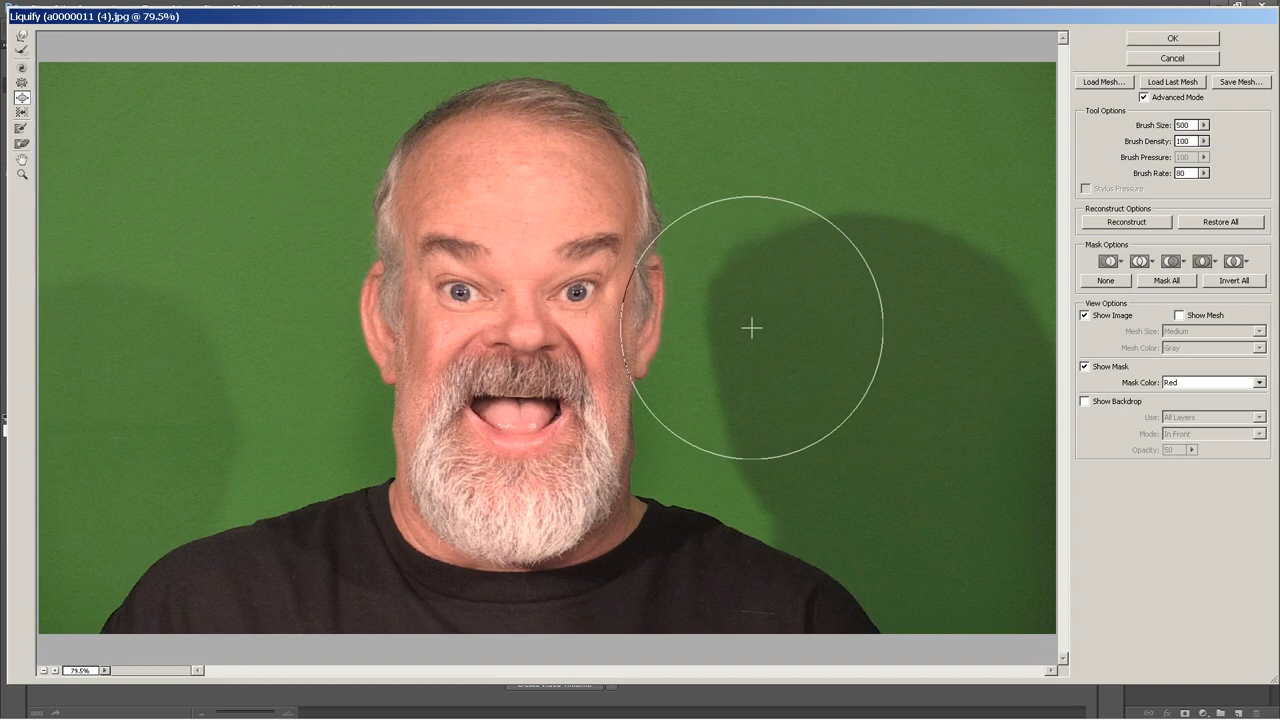 Liquify (a0000011 (4).jpg @ 79.5%)
OK
Cancel
Load Mesh... Load Last Mesh Save Mesh...
Advanced Mode
Tool Options
Brush Size: 500
Brush Density: 100
Brush Pressure: 100
Brush Rate: 80
Stylus Pressure
Reconstruct Options
Reconstruct Restore All
Mask Options
None Mask All Invert All
View Options
Show Image Show Mesh
Mesh Size: Medium
Mesh Color: Gray
Show Mask
Mask Color: Red
Show Backdrop
Use: All Layers
Mode: In Front
Opacity: 50
79.5%
Create Video Timeline